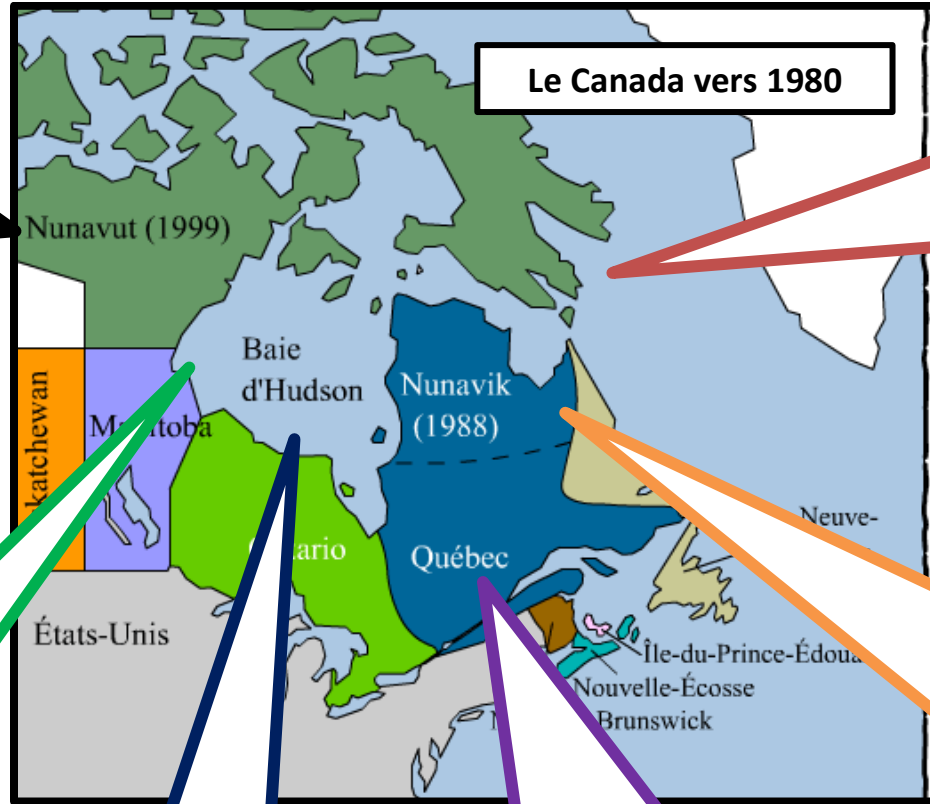 Le Canada vers 1980
Nunavut (1999)
Baie
d'Hudson
Nunavik
(1988)
katchewan
Québec
Neuve-
États-Unis
Île-du-Prince-Édoua
Nouvelle-Écosse
Brunswick